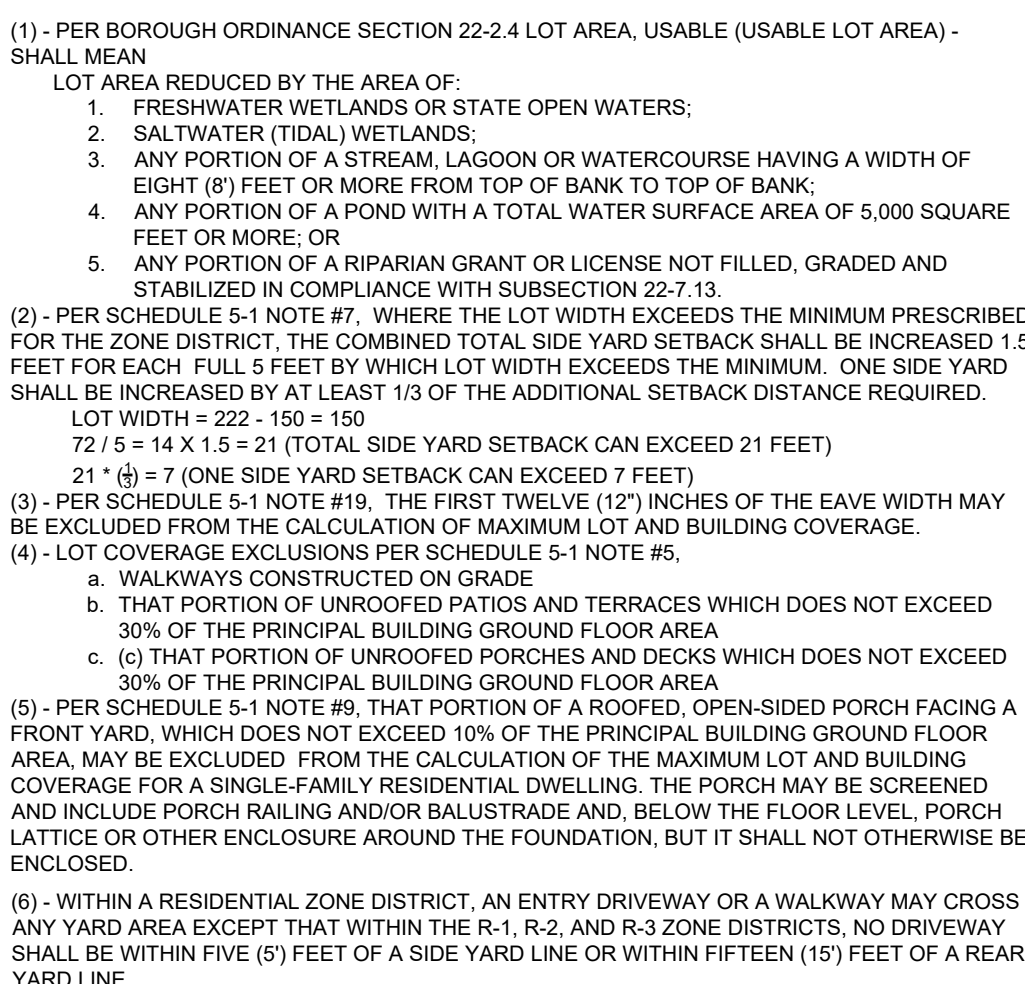 (1) - PER BOROUGH ORDINANCE SECTION 22-2.4 LOT AREA, USABLE (USABLE LOT AREA) -
SHALL MEAN
LOT AREA REDUCED BY THE AREA OF:
1. FRESHWATER WETLANDS OR STATE OPEN WATERS;
2. SALTWATER (TIDAL) WETLANDS;
3. ANY PORTION OF A STREAM, LAGOON OR WATERCOURSE HAVING A WIDTH OF
EIGHT (8') FEET OR MORE FROM TOP OF BANK TO TOP OF BANK;
4. ANY PORTION OF A POND WITH A TOTAL WATER SURFACE AREA OF 5,000 SQUARE
FEET OR MORE; OR
5. ANY PORTION OF A RIPARIAN GRANT OR LICENSE NOT FILLED, GRADED AND
STABILIZED IN COMPLIANCE WITH SUBSECTION 22-7.13.
(2) - PER SCHEDULE 5-1 NOTE #7, WHERE THE LOT WIDTH EXCEEDS THE MINIMUM PRESCRIBED
FOR THE ZONE DISTRICT, THE COMBINED TOTAL SIDE YARD SETBACK SHALL BE INCREASED 1.5
FEET FOR EACH FULL 5 FEET BY WHICH LOT WIDTH EXCEEDS THE MINIMUM. ONE SIDE YARD
SHALL BE INCREASED BY AT LEAST 1/3 OF THE ADDITIONAL SETBACK DISTANCE REQUIRED.
LOT WIDTH = 222 - 150 = 150
72 / 5 = 14 X 1.5 = 21 (TOTAL SIDE YARD SETBACK CAN EXCEED 21 FEET)
21 * (1/3) = 7 (ONE SIDE YARD SETBACK CAN EXCEED 7 FEET)
(3) - PER SCHEDULE 5-1 NOTE #19, THE FIRST TWELVE (12") INCHES OF THE EAVE WIDTH MAY
BE EXCLUDED FROM THE CALCULATION OF MAXIMUM LOT AND BUILDING COVERAGE.
(4) - LOT COVERAGE EXCLUSIONS PER SCHEDULE 5-1 NOTE #5,
a. WALKWAYS CONSTRUCTED ON GRADE
b. THAT PORTION OF UNROOFED PATIOS AND TERRACES WHICH DOES NOT EXCEED
30% OF THE PRINCIPAL BUILDING GROUND FLOOR AREA
c. (c) THAT PORTION OF UNROOFED PORCHES AND DECKS WHICH DOES NOT EXCEED
30% OF THE PRINCIPAL BUILDING GROUND FLOOR AREA
(5) - PER SCHEDULE 5-1 NOTE #9, THAT PORTION OF A ROOFED, OPEN-SIDED PORCH FACING A
FRONT YARD, WHICH DOES NOT EXCEED 10% OF THE PRINCIPAL BUILDING GROUND FLOOR
AREA, MAY BE EXCLUDED FROM THE CALCULATION OF THE MAXIMUM LOT AND BUILDING
COVERAGE FOR A SINGLE-FAMILY RESIDENTIAL DWELLING. THE PORCH MAY BE SCREENED
AND INCLUDE PORCH RAILING AND/OR BALUSTRADE AND, BELOW THE FLOOR LEVEL, PORCH
LATTICE OR OTHER ENCLOSURE AROUND THE FOUNDATION, BUT IT SHALL NOT OTHERWISE BE
ENCLOSED.
(6) - WITHIN A RESIDENTIAL ZONE DISTRICT, AN ENTRY DRIVEWAY OR A WALKWAY MAY CROSS
ANY YARD AREA EXCEPT THAT WITHIN THE R-1, R-2, AND R-3 ZONE DISTRICTS, NO DRIVEWAY
SHALL BE WITHIN FIVE (5') FEET OF A SIDE YARD LINE OR WITHIN FIFTEEN (15') FEET OF A REAR
YARD LINE